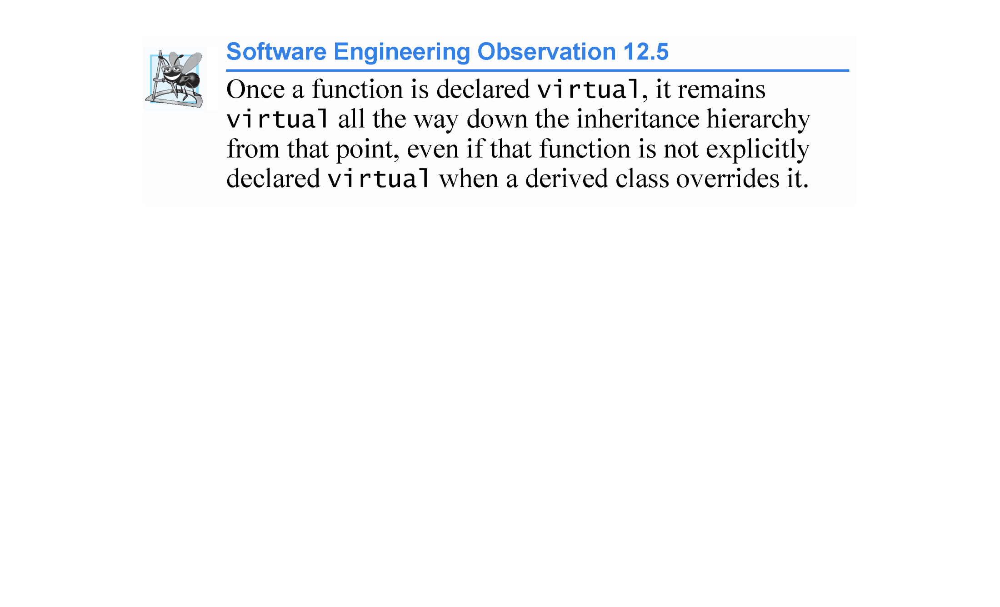 Software Engineering Observation 12.5
Once a function is declared virtual, it remains
virtual all the way down the inheritance hierarchy
from that point, even if that function is not explicitly
declared virtual when a derived class overrides it.